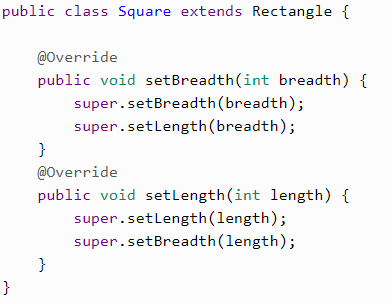 public class Square extends Rectangle {
@Override
public void setBreadth(int breadth) {
super.setBreadth(breadth);
super.setLength(breadth);
}
@Override
public void setLength(int length) {
super.setLength(length);
super.setBreadth(length);
}
}